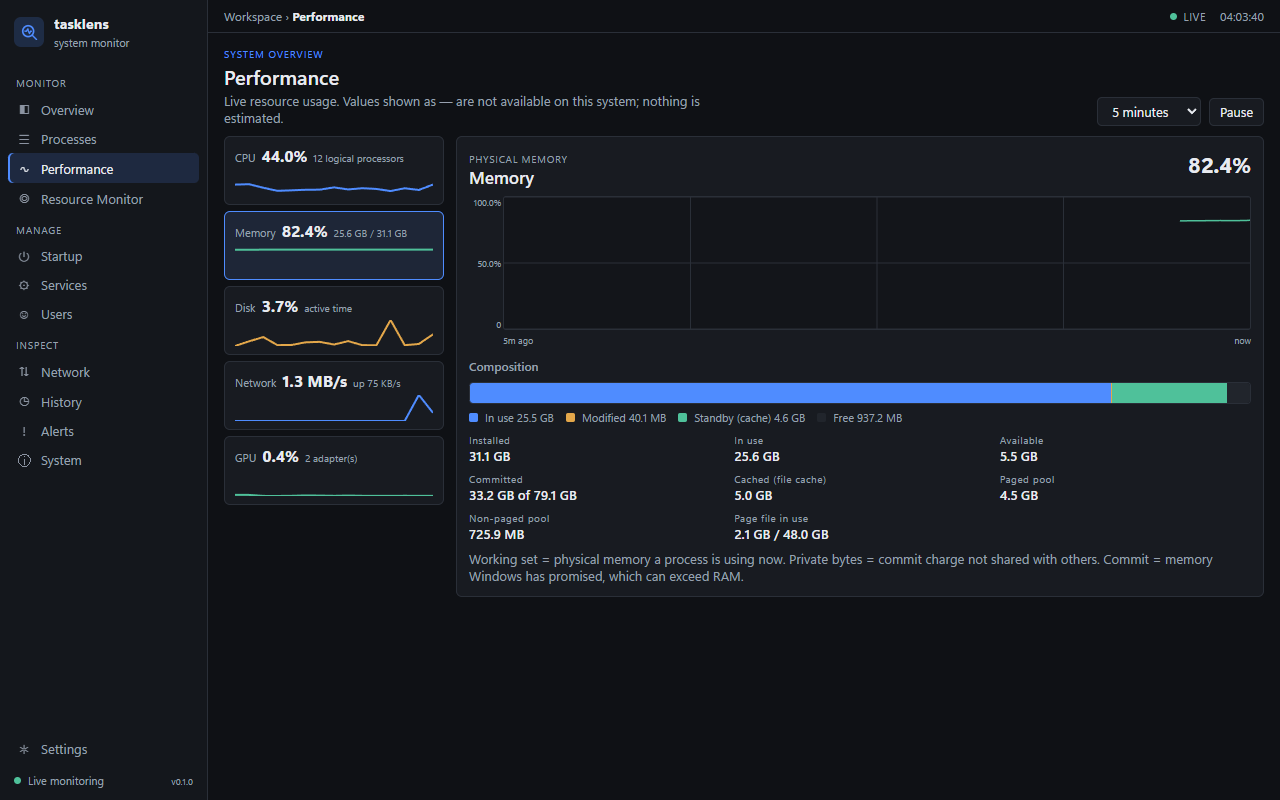 tasklens
system monitor
MONITOR
Overview
Processes
Performance
Resource Monitor
MANAGE
Startup
Services
Users
INSPECT
Network
History
Alerts
System
Settings
Live monitoring v0.1.0
Workspace › Performance
LIVE 04:03:40
SYSTEM OVERVIEW
Performance
Live resource usage. Values shown as — are not available on this system; nothing is
estimated.
5 minutes
Pause
CPU 44.0% 12 logical processors
Memory 82.4% 25.6 GB / 31.1 GB
Disk 3.7% active time
Network 1.3 MB/s up 75 KB/s
GPU 0.4% 2 adapter(s)
PHYSICAL MEMORY
Memory
82.4%
100.0%
50.0%
0
5m ago now
Composition
In use 25.5 GB Modified 40.1 MB Standby (cache) 4.6 GB Free 937.2 MB
Installed In use Available
31.1 GB 25.6 GB 5.5 GB
Committed Cached (file cache) Paged pool
33.2 GB of 79.1 GB 5.0 GB 4.5 GB
Non-paged pool Page file in use
725.9 MB 2.1 GB / 48.0 GB
Working set = physical memory a process is using now. Private bytes = commit charge not shared with others. Commit = memory
Windows has promised, which can exceed RAM.